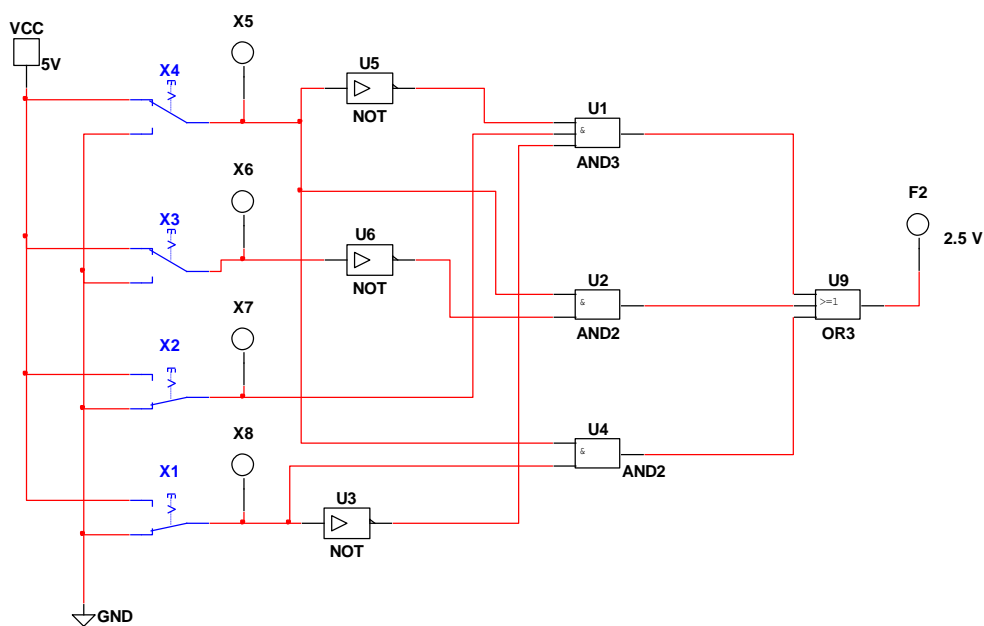 VCC
5V
X5
X4
U5
NOT
U1
&
AND3
X6
X3
U6
NOT
F2
2.5 V
U2
&
AND2
U9
>=1
OR3
X7
X2
X8
X1
U4
&
AND2
U3
NOT
GND